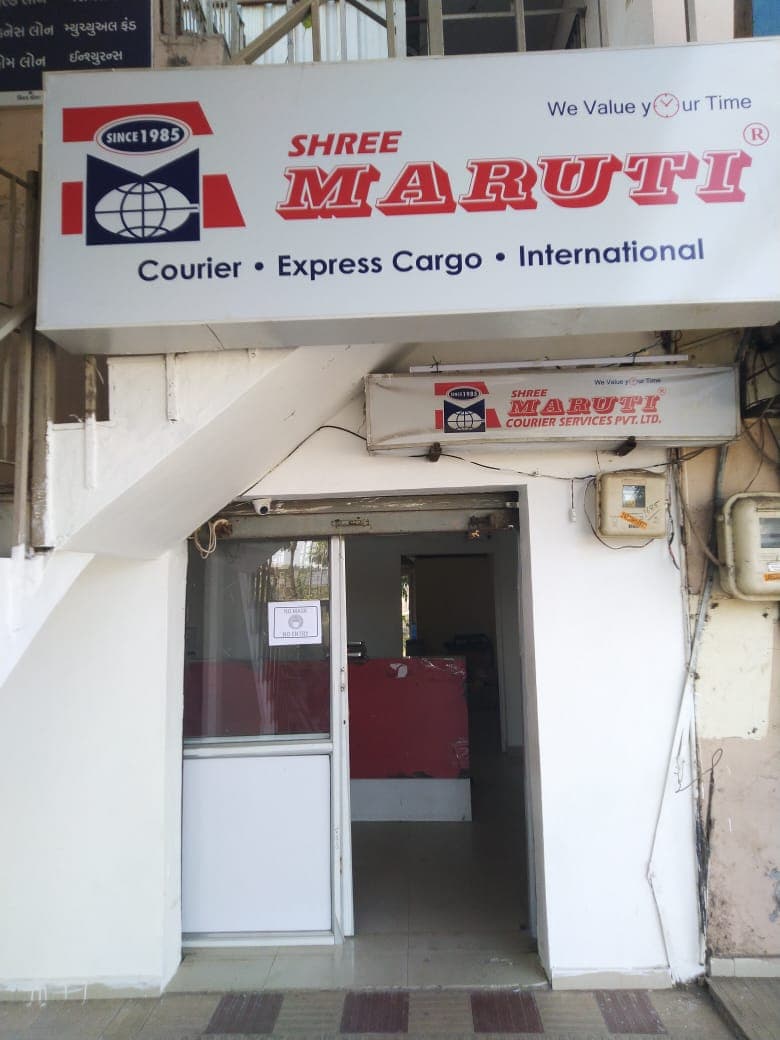 નેસ લોન મ્યુચ્યુઅલ ફંડ
મ લોન ઈન્શ્યુરન્સ
We Value your Time
SINCE 1985
SHREE
MARUTI
®
Courier • Express Cargo • International
We Value your Time
SINCE 1985
SHREE
MARUTI
®
COURIER SERVICES PVT. LTD.
NO MASK
NO ENTRY